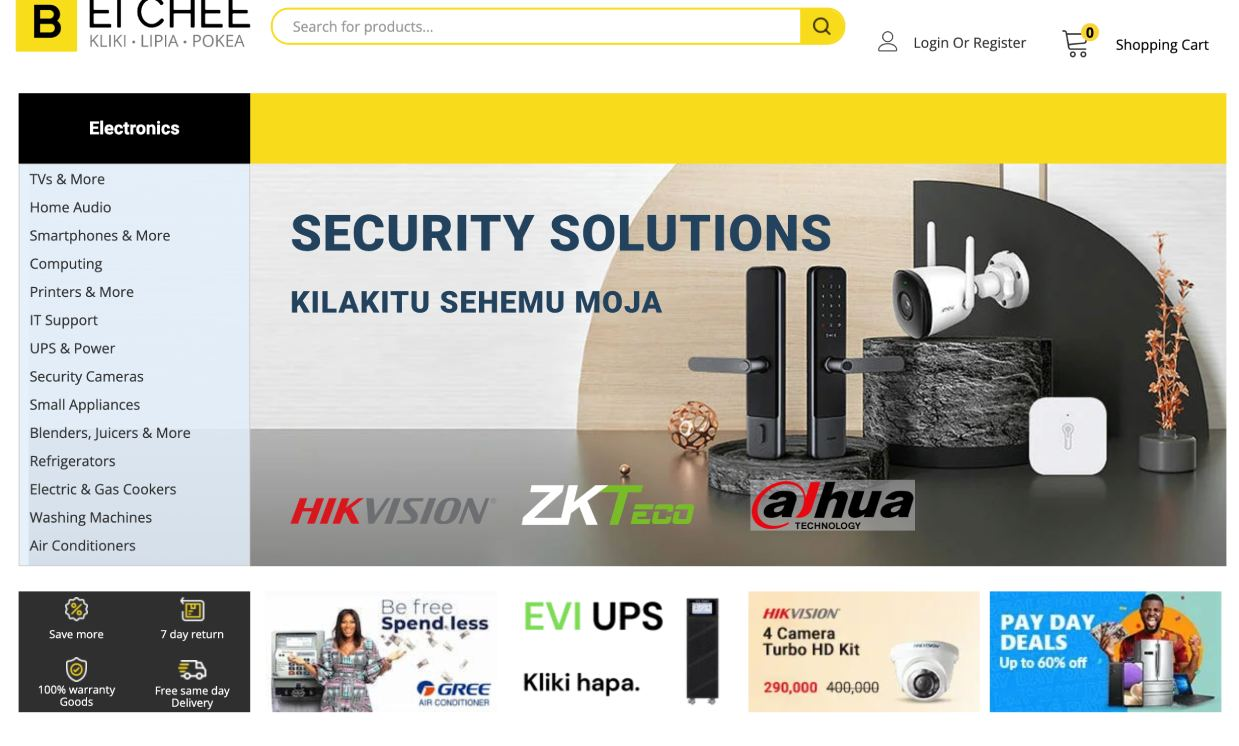 B
EI CHEE
KLIKI • LIPIA • POKEA
Search for products...
Login Or Register
0
Shopping Cart
Electronics
TVs & More
Home Audio
Smartphones & More
Computing
Printers & More
IT Support
UPS & Power
Security Cameras
Small Appliances
Blenders, Juicers & More
Refrigerators
Electric & Gas Cookers
Washing Machines
Air Conditioners
SECURITY SOLUTIONS
KILAKITU SEHEMU MOJA
HIKVISION®
ZKTECO
alhua
TECHNOLOGY
Save more
7 day return
100% warranty
Goods
Free same day
Delivery
Be free
Spend less
GREE
AIR CONDITIONER
EVI UPS
Kliki hapa.
HIKVISION
4 Camera
Turbo HD Kit
290,000 400,000
PAY DAY
DEALS
Up to 60% off